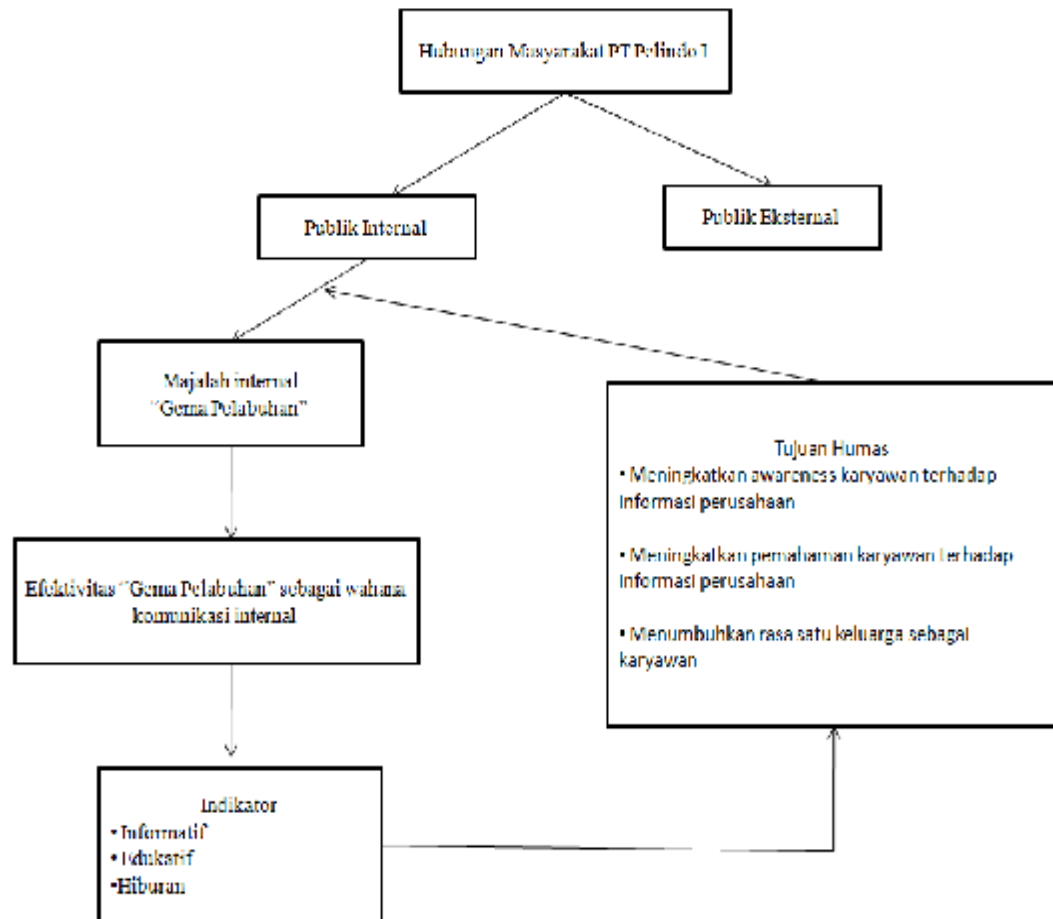 Hubungan Masyarakat PT Pelindo I
Publik Internal
Publik Eksternal
Majalah internal
“Gema Pelabuhan”
Efektivitas “Gema Pelabuhan” sebagai wahana
komunikasi internal
Indikator
• Informatif
• Edukatif
•Hiburan
Tujuan Humas
• Meningkatkan awareness karyawan terhadap
informasi perusahaan
• Meningkatkan pemahaman karyawan terhadap
informasi perusahaan
• Menumbuhkan rasa satu keluarga sebagai
karyawan